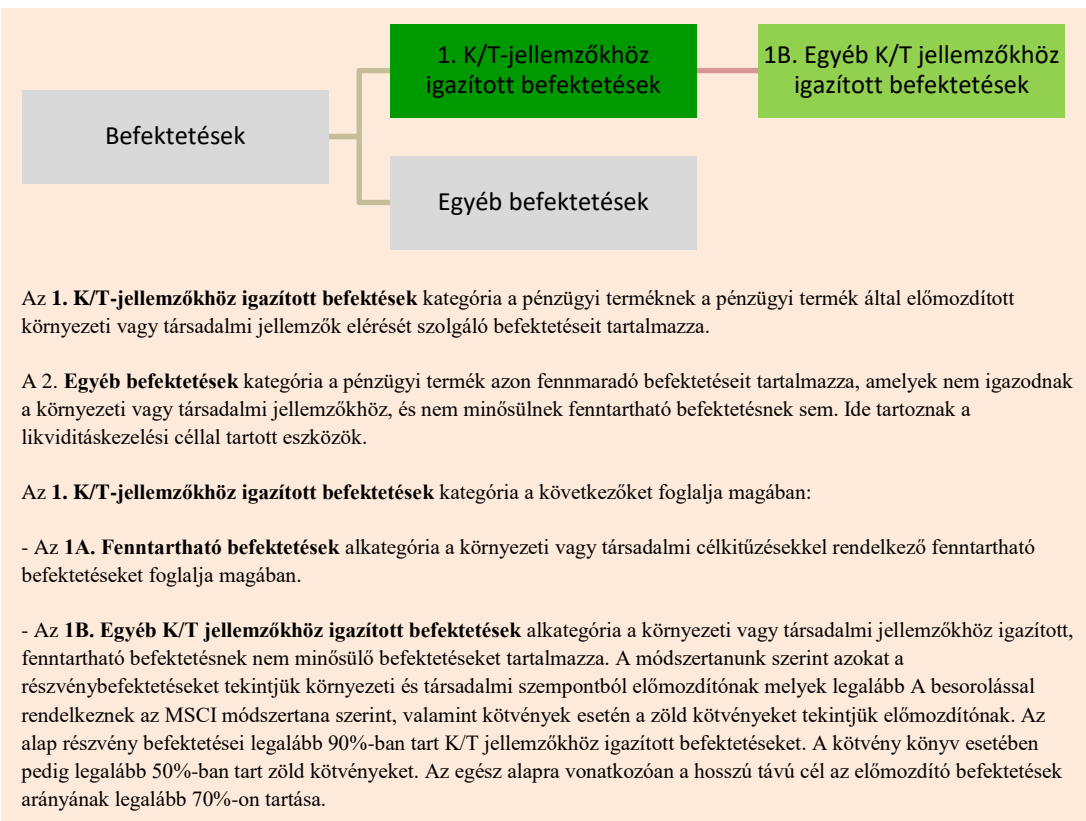 1. K/T-jellemzőkhöz
igazított befektetések
1B. Egyéb K/T jellemzőkhöz
igazított befektetések
Befektetések
Egyéb befektetések
Az 1. K/T-jellemzőkhöz igazított befektések kategória a pénzügyi terméknek a pénzügyi termék által előmozdított
környezeti vagy társadalmi jellemzők elérését szolgáló befektetéseit tartalmazza.
A 2. Egyéb befektetések kategória a pénzügyi termék azon fennmaradó befektetéseit tartalmazza, amelyek nem igazodnak
a környezeti vagy társadalmi jellemzőkhöz, és nem minősülnek fenntartható befektetésnek sem. Ide tartoznak a
likviditáskezelési céllal tartott eszközök.
Az 1. K/T-jellemzőkhöz igazított befektetések kategória a következőket foglalja magában:
- Az 1A. Fenntartható befektetések alkategória a környezeti vagy társadalmi célkitűzésekkel rendelkező fenntartható
befektetéseket foglalja magában.
- Az 1B. Egyéb K/T jellemzőkhöz igazított befektetések alkategória a környezeti vagy társadalmi jellemzőkhöz igazított,
fenntartható befektetésnek nem minősülő befektetéseket tartalmazza. A módszertanunk szerint azokat a
részvénybefektetéseket tekintjük környezeti és társadalmi szempontból előmozdítónak melyek legalább A besorolással
rendelkeznek az MSCI módszertana szerint, valamint kötvények esetén a zöld kötvényeket tekintjük előmozdítónak. Az
alap részvény befektetései legalább 90%-ban tart K/T jellemzőkhöz igazított befektetéseket. A kötvény könyv esetében
pedig legalább 50%-ban tart zöld kötvényeket. Az egész alapra vonatkozóan a hosszú távú cél az előmozdító befektetések
arányának legalább 70%-on tartása.